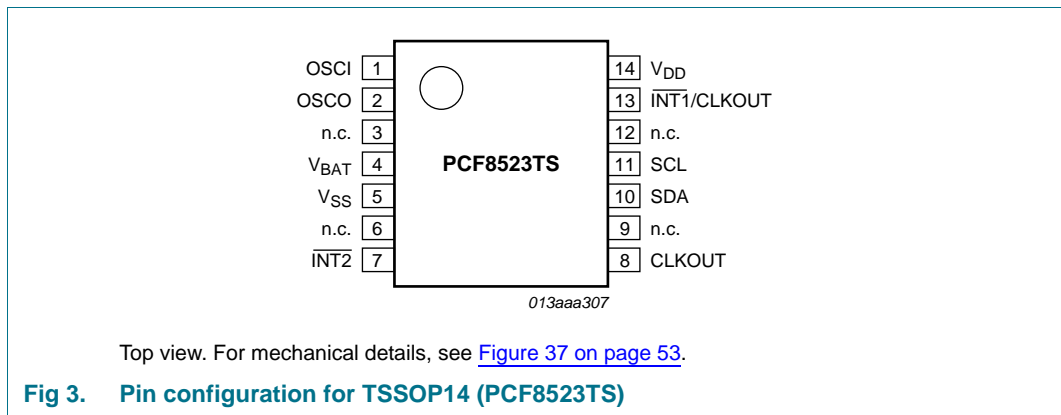 OSCI 1 14 VDD
OSCO 2 13 INT1/CLKOUT
n.c. 3 12 n.c.
VBAT 4 PCF8523TS 11 SCL
VSS 5 10 SDA
n.c. 6 9 n.c.
INT2 7 8 CLKOUT
013aaa307
Top view. For mechanical details, see Figure 37 on page 53.
Fig 3. Pin configuration for TSSOP14 (PCF8523TS)